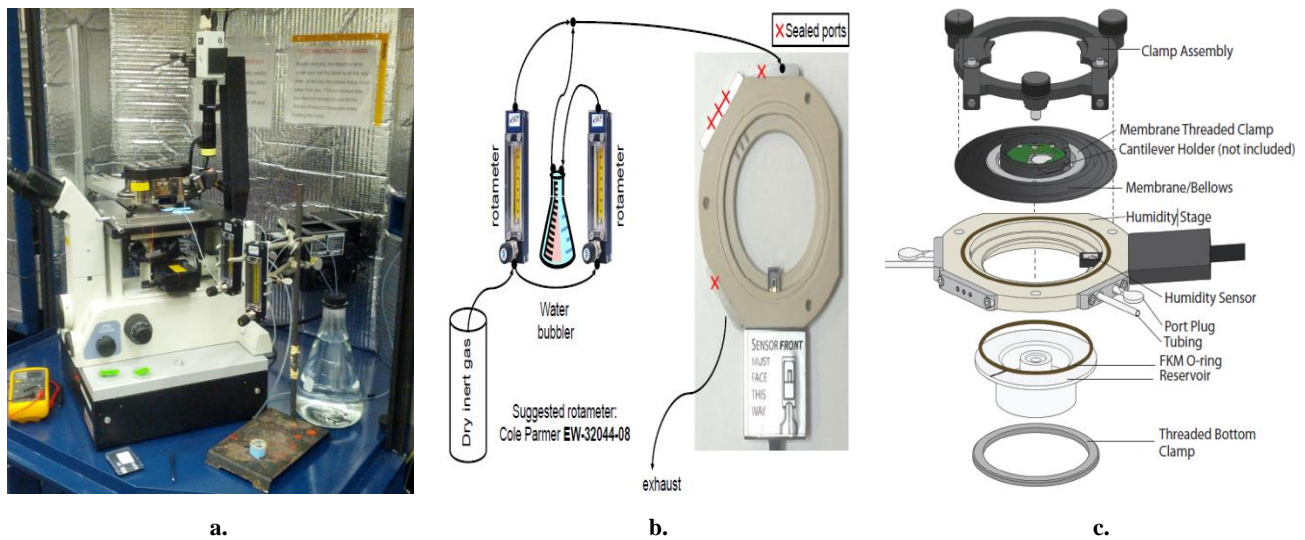 Sealed ports
rotameter
rotameter
Water
bubbler
Dry inert gas
Suggested rotameter:
Cole Parmer EW-32044-08
exhaust
SENSOR FRONT
MUST
FACE
THIS
WAY
Clamp Assembly
Membrane Threaded Clamp
Cantilever Holder (not included)
Membrane/Bellows
Humidity Stage
Humidity Sensor
Port Plug
Tubing
FKM O-ring
Reservoir
Threaded Bottom
Clamp
a.
b.
c.